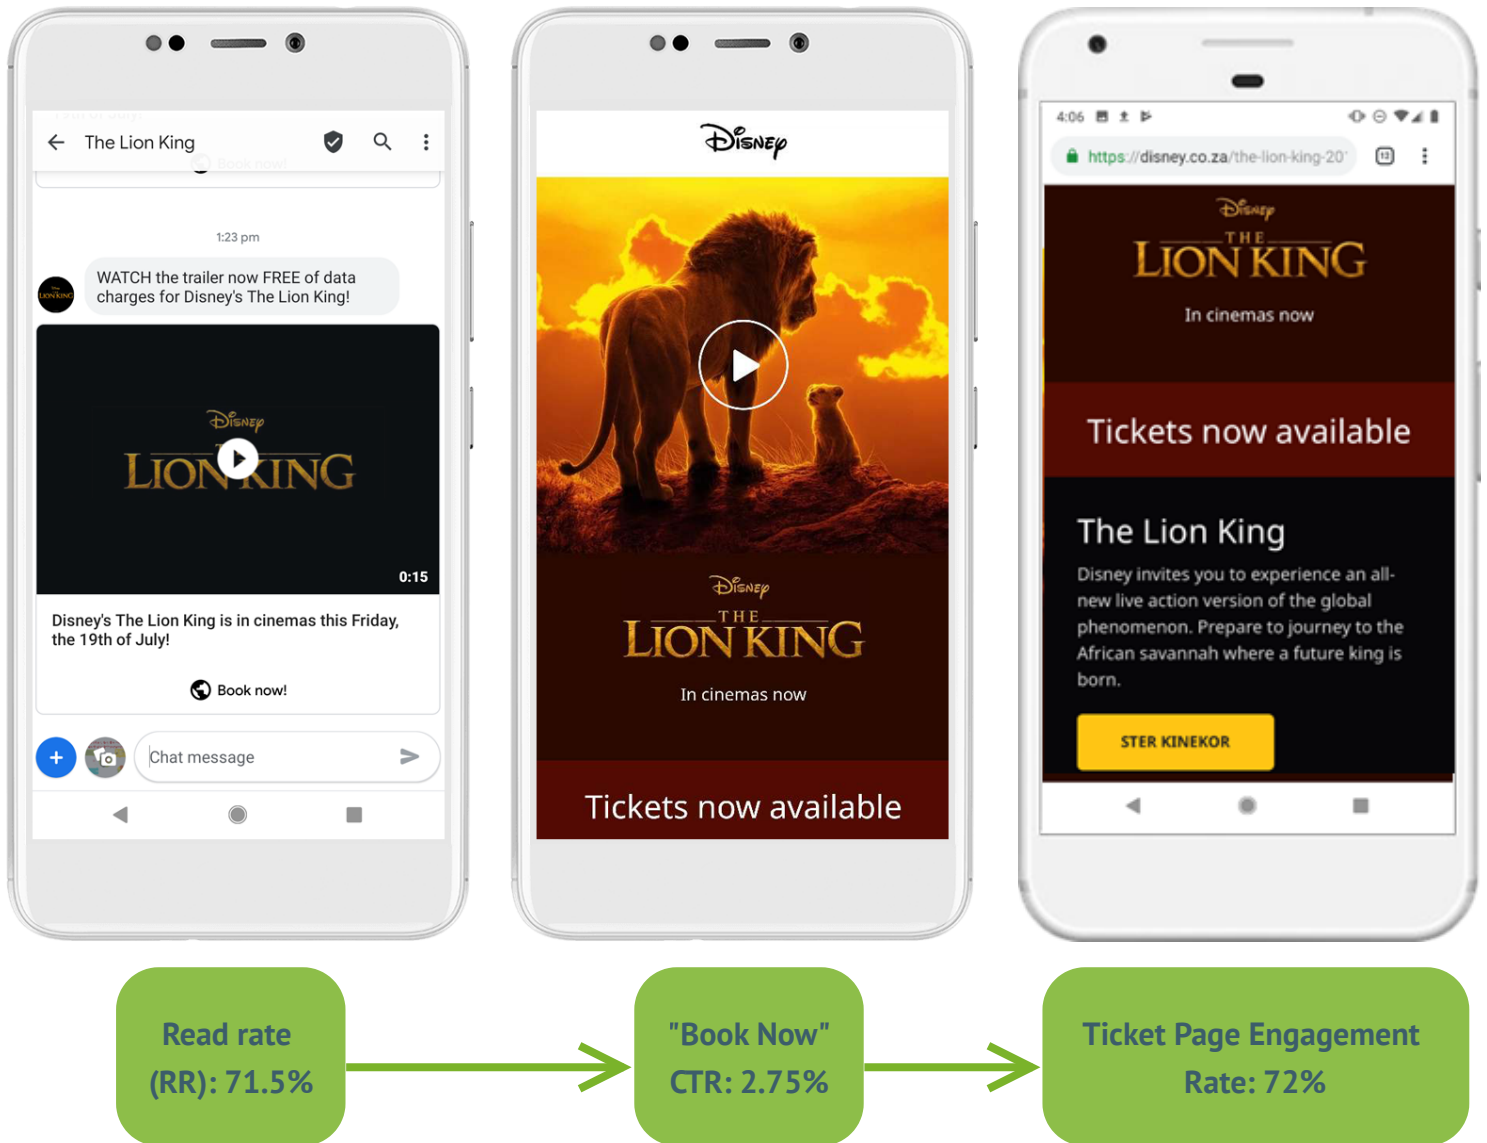 The Lion King
Book now!
1:23 pm
WATCH the trailer now FREE of data
charges for Disney's The Lion King!
THE LION KING
Disney
LION KING
0:15
Disney's The Lion King is in cinemas this Friday,
the 19th of July!
Book now!
Chat message
Disney
Disney
THE
LION KING
In cinemas now
Tickets now available
4:06
https://disney.co.za/the-lion-king-20
13
Disney
THE
LION KING
In cinemas now
Tickets now available
The Lion King
Disney invites you to experience an all-
new live action version of the global
phenomenon. Prepare to journey to the
African savannah where a future king is
born.
STER KINEKOR
Read rate
(RR): 71.5%
"Book Now"
CTR: 2.75%
Ticket Page Engagement
Rate: 72%